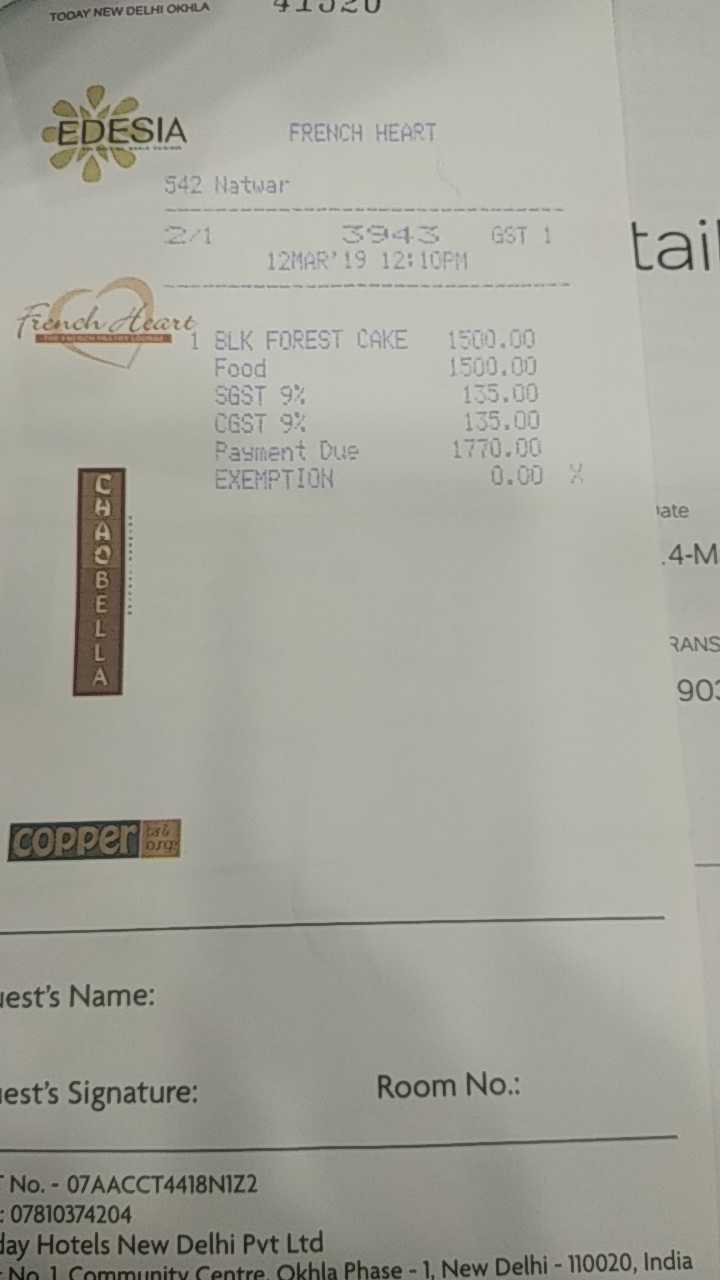 TODAY NEW DELHI OKHLA
41520
EDESIA
FRENCH HEART
542 Natwar
2/1 3943 GST 1
12MAR'19 12:10PM
French Heart
THE FRENCH PASTRY LOUNGE
1 BLK FOREST CAKE 1500.00
Food 1500.00
SGST 9% 135.00
CGST 9% 135.00
Payment Due 1770.00
EXEMPTION 0.00 X
CHAOBELLA
copper
uest's Name:
uest's Signature: Room No.:
No. - 07AACCT4418N1Z2
: 07810374204
day Hotels New Delhi Pvt Ltd
No. 1, Community Centre, Okhla Phase - 1, New Delhi - 110020, India
tail
ate
.4-M
RANS
903